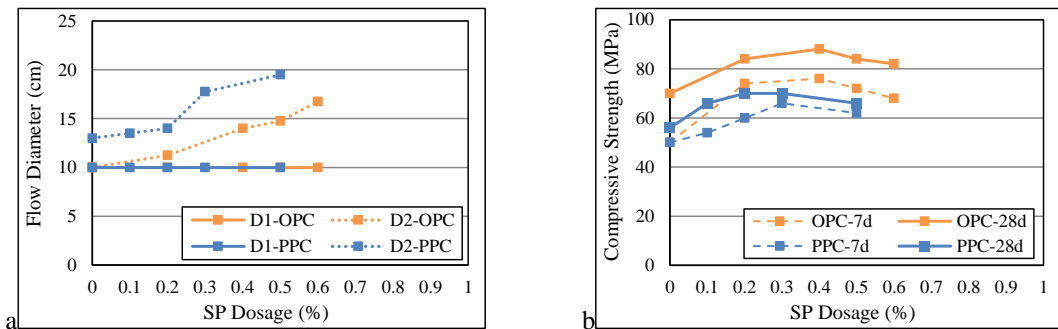 25
20
15
10
5
0
Flow Diameter (cm)
D1-OPC D2-OPC
D1-PPC D2-PPC
0 0.1 0.2 0.3 0.4 0.5 0.6 0.7 0.8 0.9 1
SP Dosage (%)
a
100
80
60
40
20
0
Compressive Strength (MPa)
OPC-7d OPC-28d
PPC-7d PPC-28d
0 0.1 0.2 0.3 0.4 0.5 0.6 0.7 0.8 0.9 1
SP Dosage (%)
b